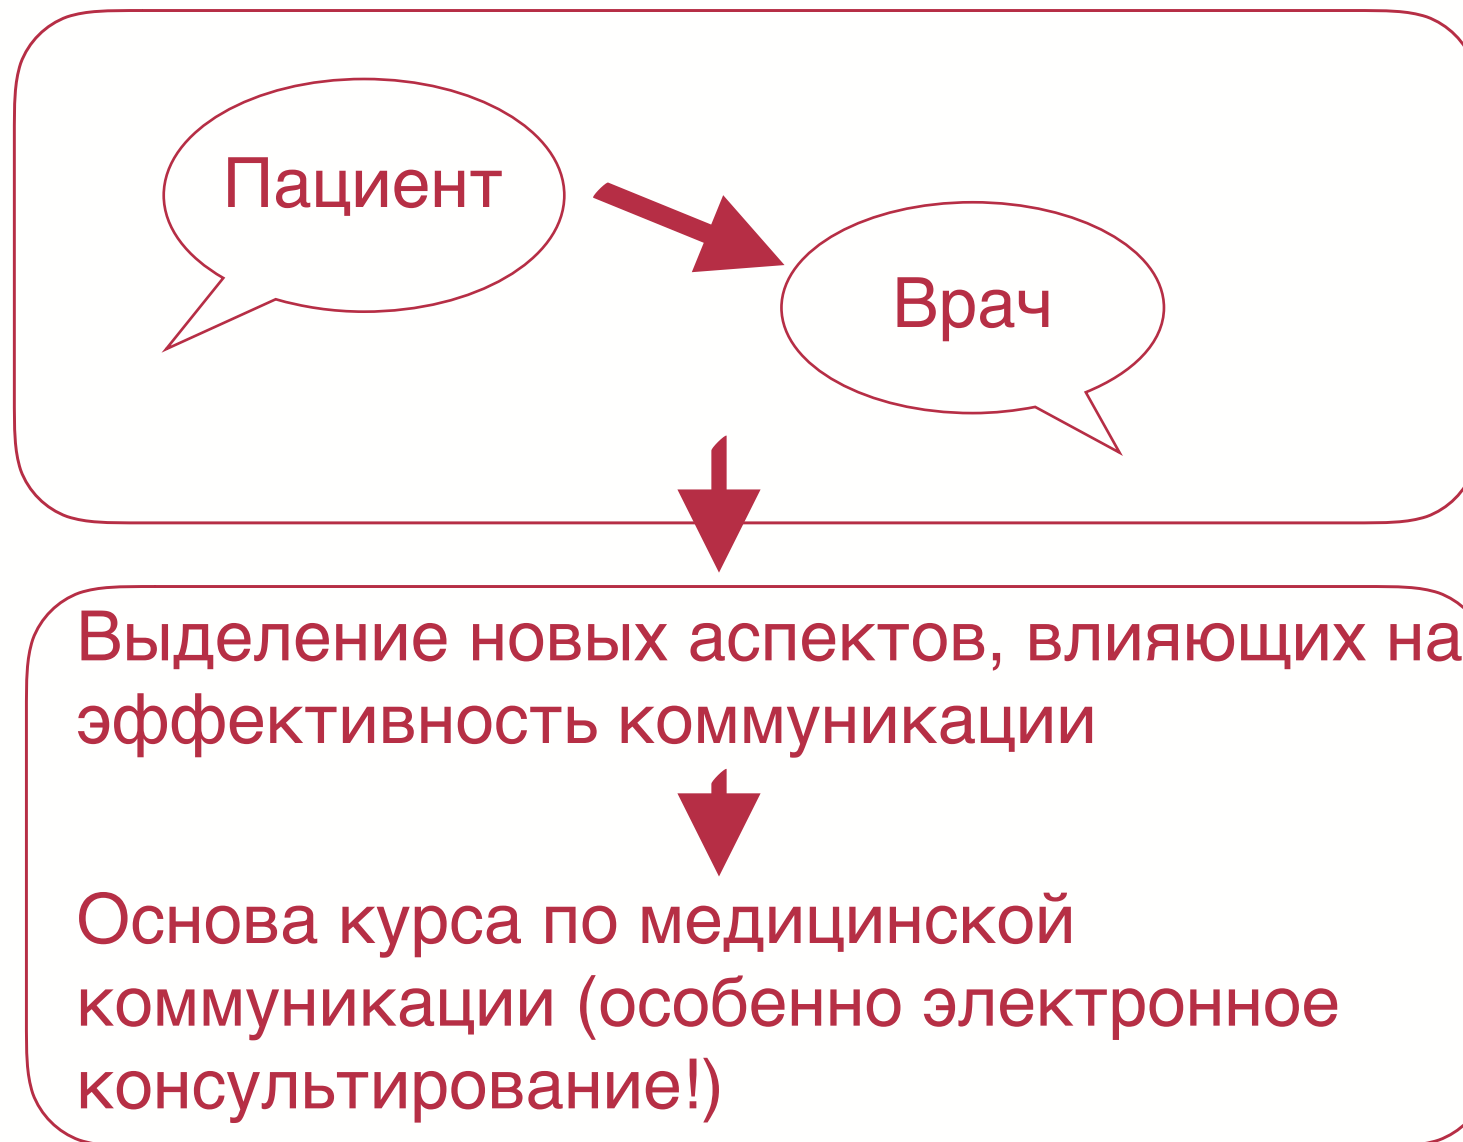 Пациент
Врач
Выделение новых аспектов, влияющих на
эффективность коммуникации
Основа курса по медицинской
коммуникации (особенно электронное
консультирование!)